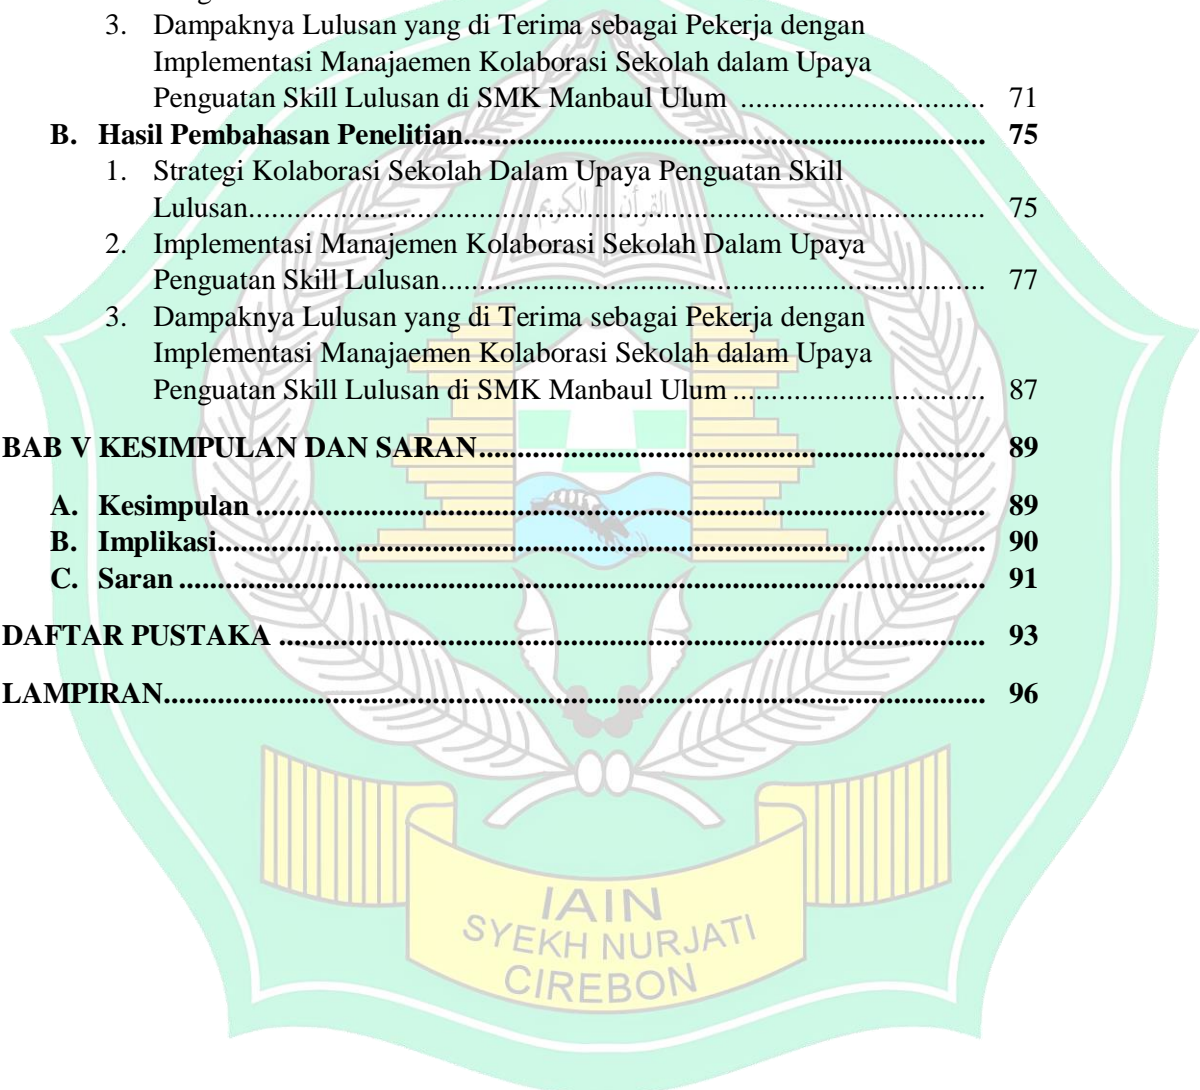 3. Dampaknya Lulusan yang di Terima sebagai Pekerja dengan
Implementasi Manajaemen Kolaborasi Sekolah dalam Upaya
Penguatan Skill Lulusan di SMK Manbaul Ulum ................................ 71
B. Hasil Pembahasan Penelitian.................................................................... 75
1. Strategi Kolaborasi Sekolah Dalam Upaya Penguatan Skill
Lulusan................................................................................................ 75
2. Implementasi Manajemen Kolaborasi Sekolah Dalam Upaya
Penguatan Skill Lulusan....................................................................... 77
3. Dampaknya Lulusan yang di Terima sebagai Pekerja dengan
Implementasi Manajaemen Kolaborasi Sekolah dalam Upaya
Penguatan Skill Lulusan di SMK Manbaul Ulum ................................. 87
BAB V KESIMPULAN DAN SARAN.................................................................. 89
A. Kesimpulan ............................................................................................... 89
B. Implikasi.................................................................................................... 90
C. Saran ......................................................................................................... 91
DAFTAR PUSTAKA ............................................................................................ 93
LAMPIRAN........................................................................................................... 96
القرآن الكريم
IAIN
SYEKH NURJATI
CIREBON